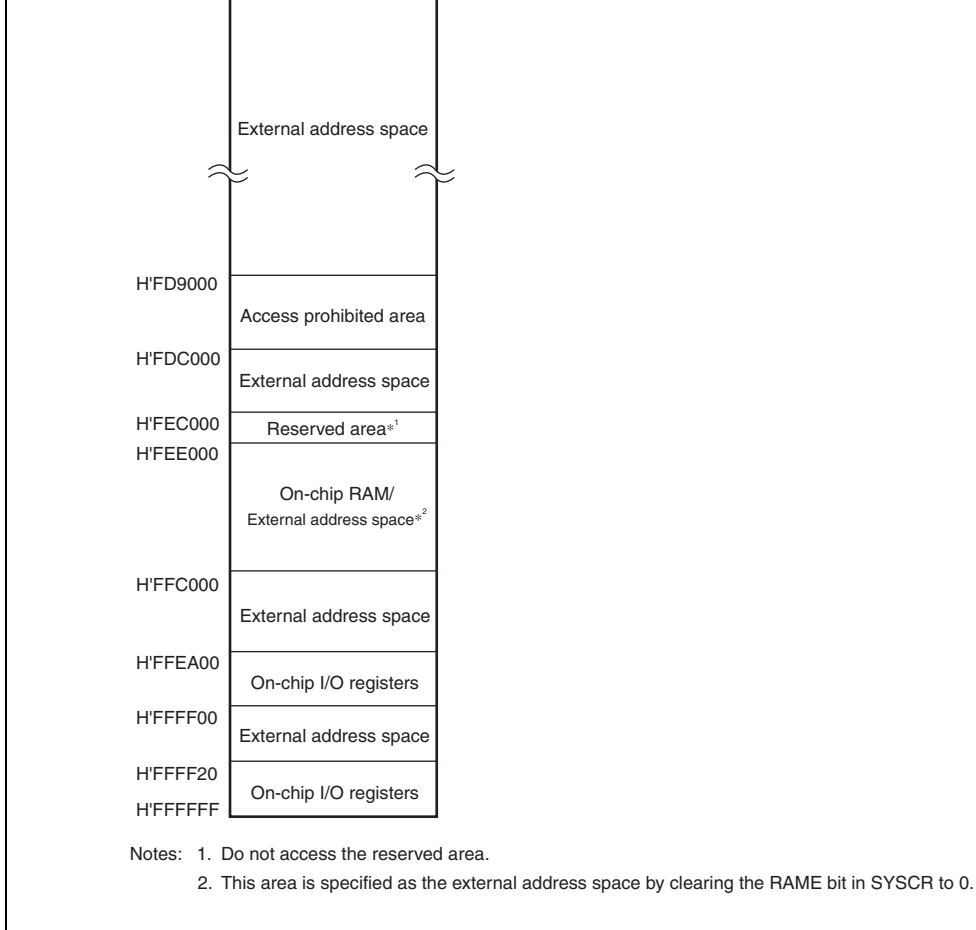 External address space
H'FD9000
Access prohibited area
H'FDC000
External address space
H'FEC000
Reserved area*1
H'FEE000
On-chip RAM/
External address space*2
H'FFC000
External address space
H'FFEA00
On-chip I/O registers
H'FFFF00
External address space
H'FFFF20
On-chip I/O registers
H'FFFFFF
Notes: 1. Do not access the reserved area.
2. This area is specified as the external address space by clearing the RAME bit in SYSCR to 0.